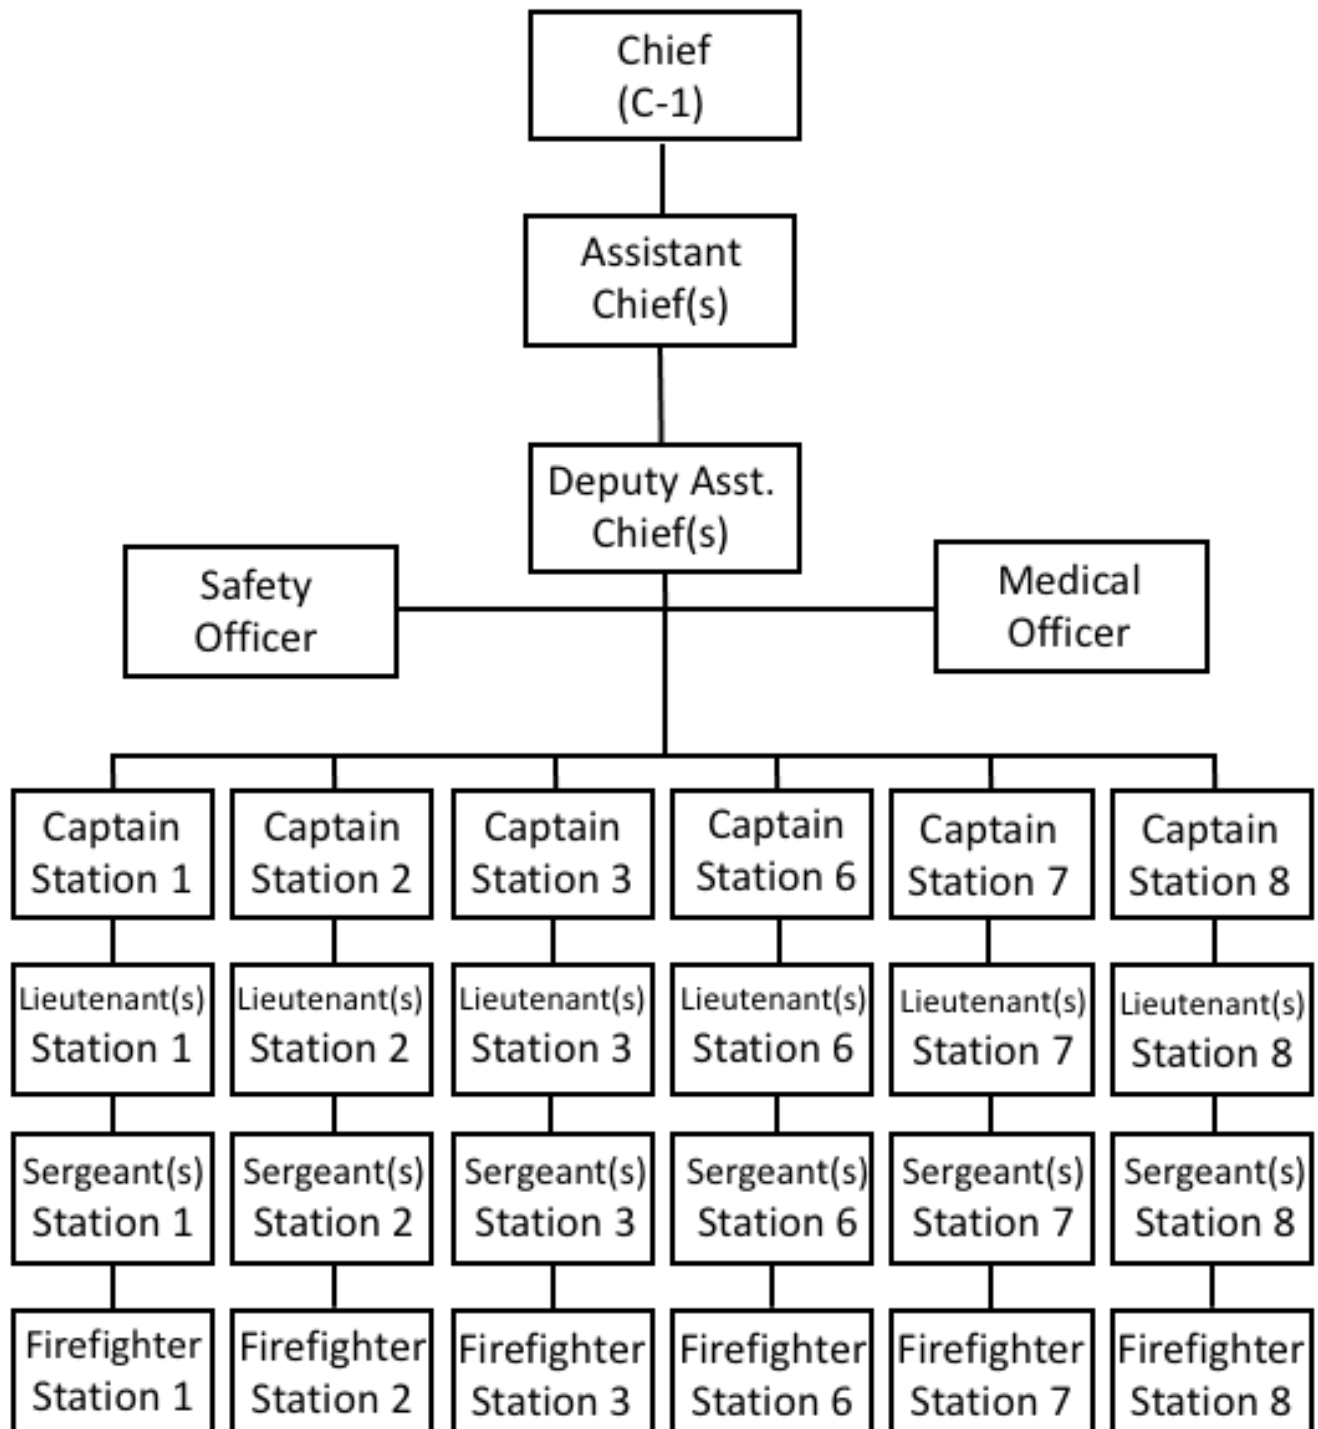 Chief
(C-1)
Assistant
Chief(s)
Deputy Asst.
Chief(s)
Safety
Officer
Medical
Officer
Captain
Station 1
Captain
Station 2
Captain
Station 3
Captain
Station 6
Captain
Station 7
Captain
Station 8
Lieutenant(s)
Station 1
Lieutenant(s)
Station 2
Lieutenant(s)
Station 3
Lieutenant(s)
Station 6
Lieutenant(s)
Station 7
Lieutenant(s)
Station 8
Sergeant(s)
Station 1
Sergeant(s)
Station 2
Sergeant(s)
Station 3
Sergeant(s)
Station 6
Sergeant(s)
Station 7
Sergeant(s)
Station 8
Firefighter
Station 1
Firefighter
Station 2
Firefighter
Station 3
Firefighter
Station 6
Firefighter
Station 7
Firefighter
Station 8